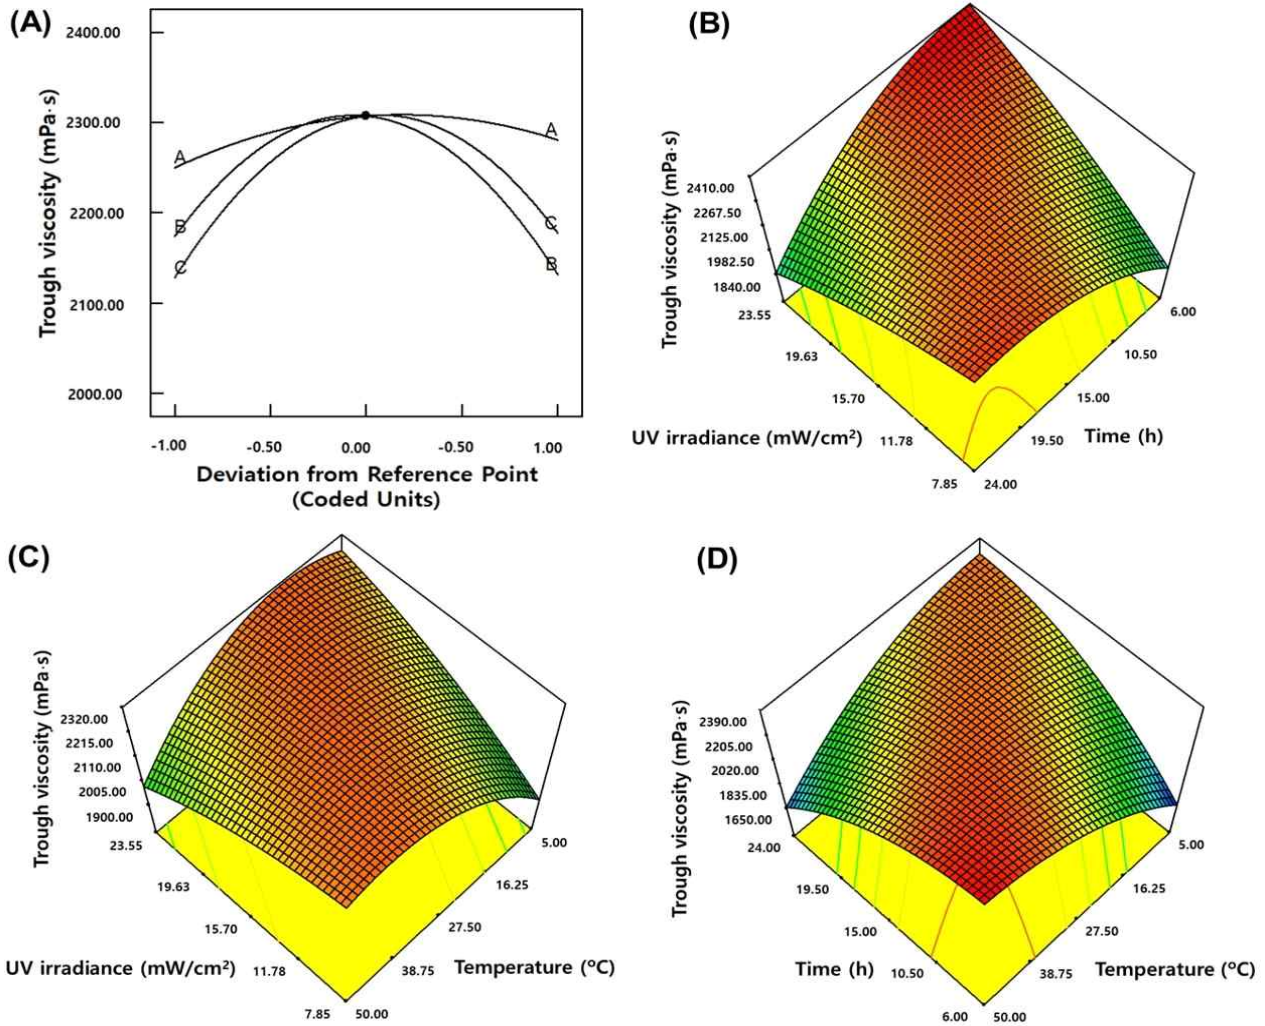 (A)
2400.00
2300.00
2200.00
2100.00
2000.00
Trough viscosity (mPa·s)
A
A
B
C
C
B
-1.00
-0.50
0.00
-0.50
1.00
Deviation from Reference Point
(Coded Units)
(B)
Trough viscosity (mPa·s)
2410.00
2267.50
2125.00
1982.50
1840.00
23.55
19.63
15.70
11.78
7.85
UV irradiance (mW/cm²)
6.00
10.50
15.00
19.50
24.00
Time (h)
(C)
Trough viscosity (mPa·s)
2320.00
2215.00
2110.00
2005.00
1900.00
23.55
19.63
15.70
11.78
7.85
UV irradiance (mW/cm²)
5.00
16.25
27.50
38.75
50.00
Temperature (°C)
(D)
Trough viscosity (mPa·s)
2390.00
2205.00
2020.00
1835.00
1650.00
24.00
19.50
15.00
10.50
6.00
Time (h)
5.00
16.25
27.50
38.75
50.00
Temperature (°C)